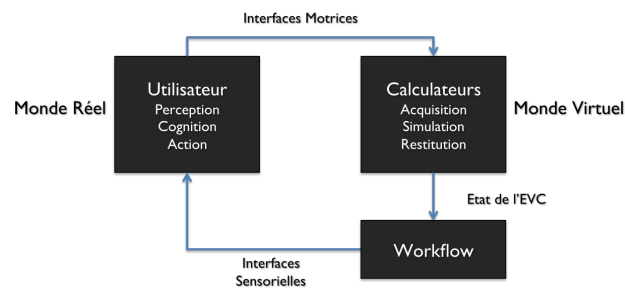 Interfaces Motrices
Monde Réel
Utilisateur
Perception
Cognition
Action
Calculateurs
Acquisition
Simulation
Restitution
Monde Virtuel
Etat de l'EVC
Workflow
Interfaces
Sensorielles